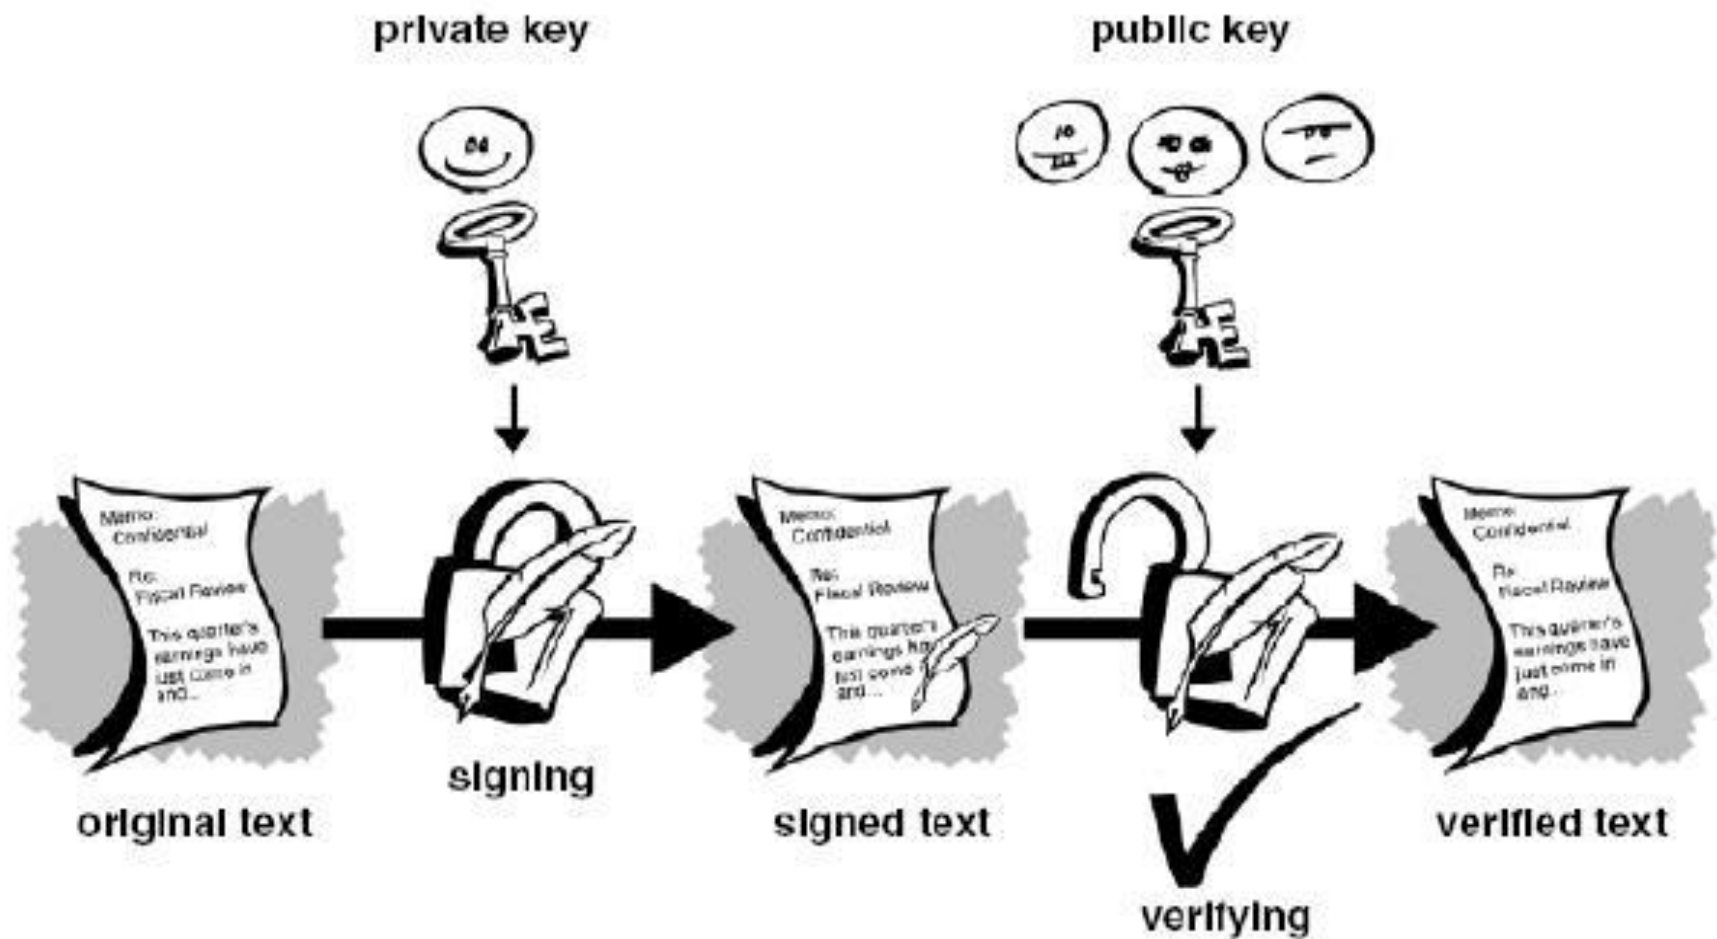 private key
public key
Memo:
Confidential
Re:
Fiscal Review
This quarter's
earnings have
just come in
and...
signing
original text
Memo:
Confidential
Re:
Fiscal Review
This quarter's
earnings
just come
and...
signed text
Memo:
Confidential
Re:
Fiscal Review
This quarter's
earnings have
just come in
and...
verified text
verifying